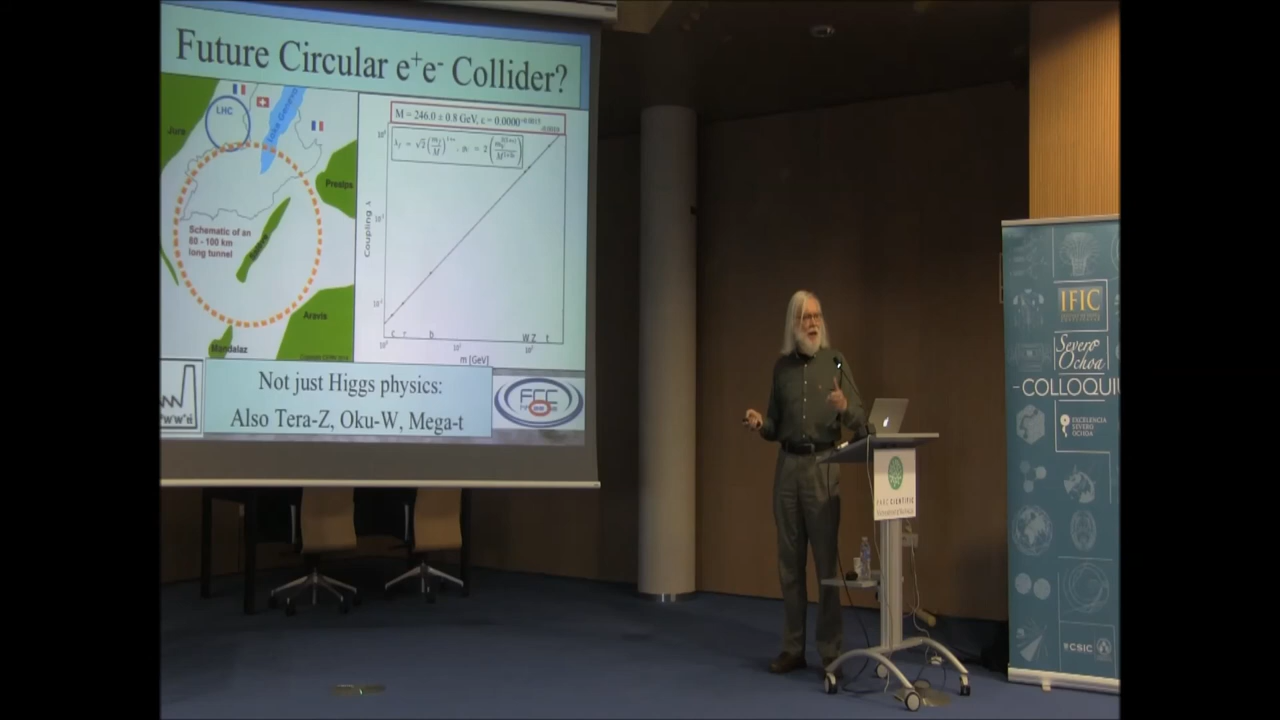 Future Circular e⁺e⁻ Collider?
LHC
Lake Geneva
Jura
Prealps
Schematic of an
80 - 100 km
long tunnel
Aravis
Mandalaz
M = 246.0 ± 0.8 GeV, ε = 0.0000
Coupling λ
c τ b W Z t
m [GeV]
Not just Higgs physics:
Also Tera-Z, Oku-W, Mega-t
FCC
PARC CIENTÍFIC
IFIC
Severo
Ochoa
-COLLOQUI
EXCELENCIA
SEVERO
OCHOA
CSIC